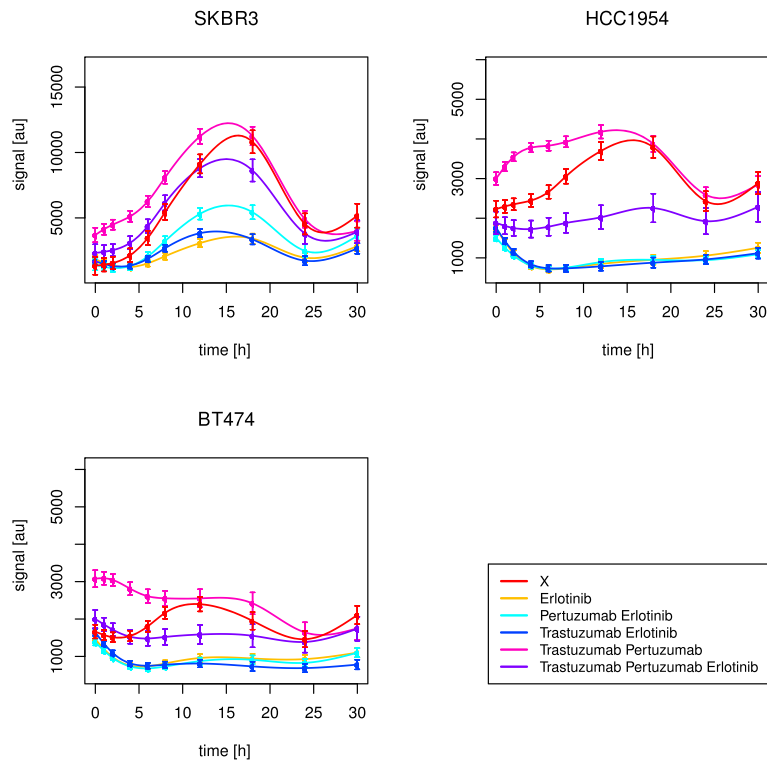 SKBR3
signal [au]
5000 10000 15000
0 5 10 15 20 25 30
time [h]
HCC1954
signal [au]
1000 3000 5000
0 5 10 15 20 25 30
time [h]
BT474
signal [au]
1000 3000 5000
0 5 10 15 20 25 30
time [h]
X
Erlotinib
Pertuzumab Erlotinib
Trastuzumab Erlotinib
Trastuzumab Pertuzumab
Trastuzumab Pertuzumab Erlotinib